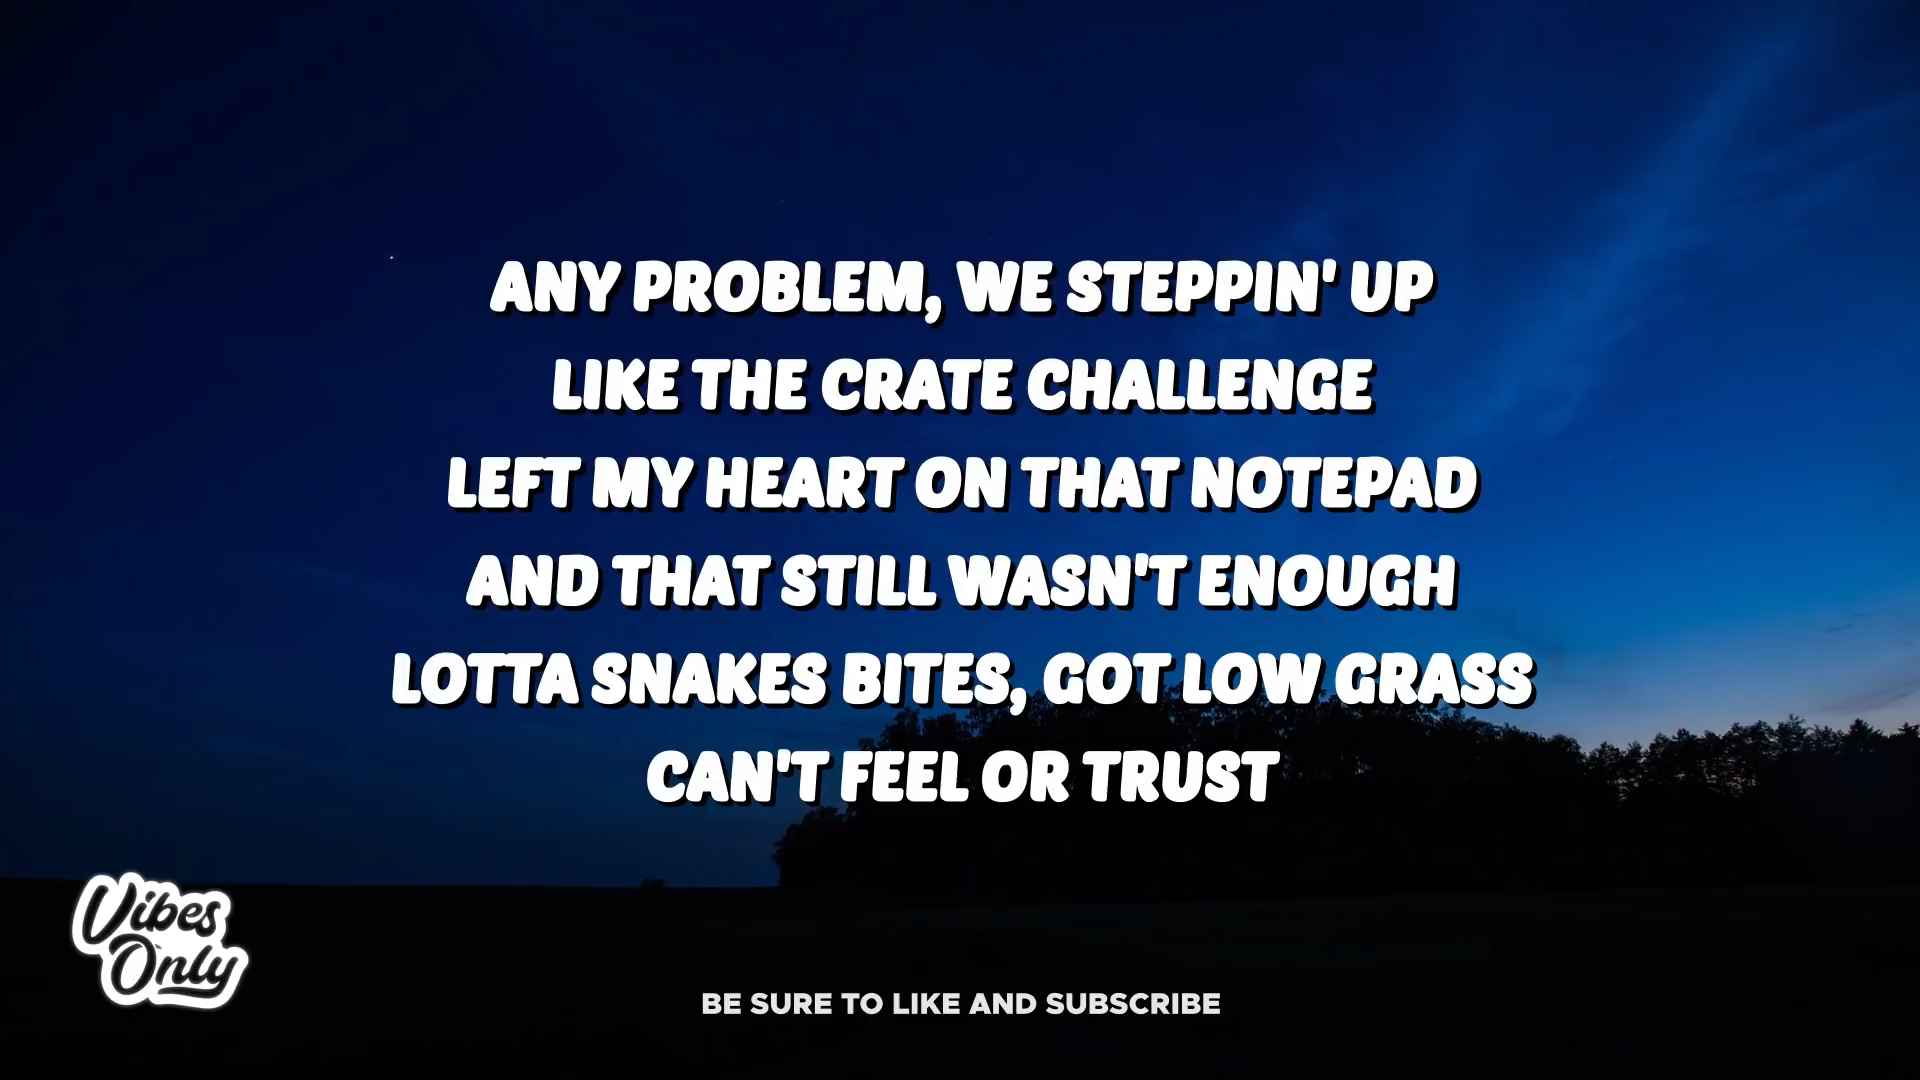 ANY PROBLEM, WE STEPPIN' UP
LIKE THE CRATE CHALLENGE
LEFT MY HEART ON THAT NOTEPAD
AND THAT STILL WASN'T ENOUGH
LOTTA SNAKES BITES, GOT LOW GRASS
CAN'T FEEL OR TRUST
Vibes
Only
BE SURE TO LIKE AND SUBSCRIBE